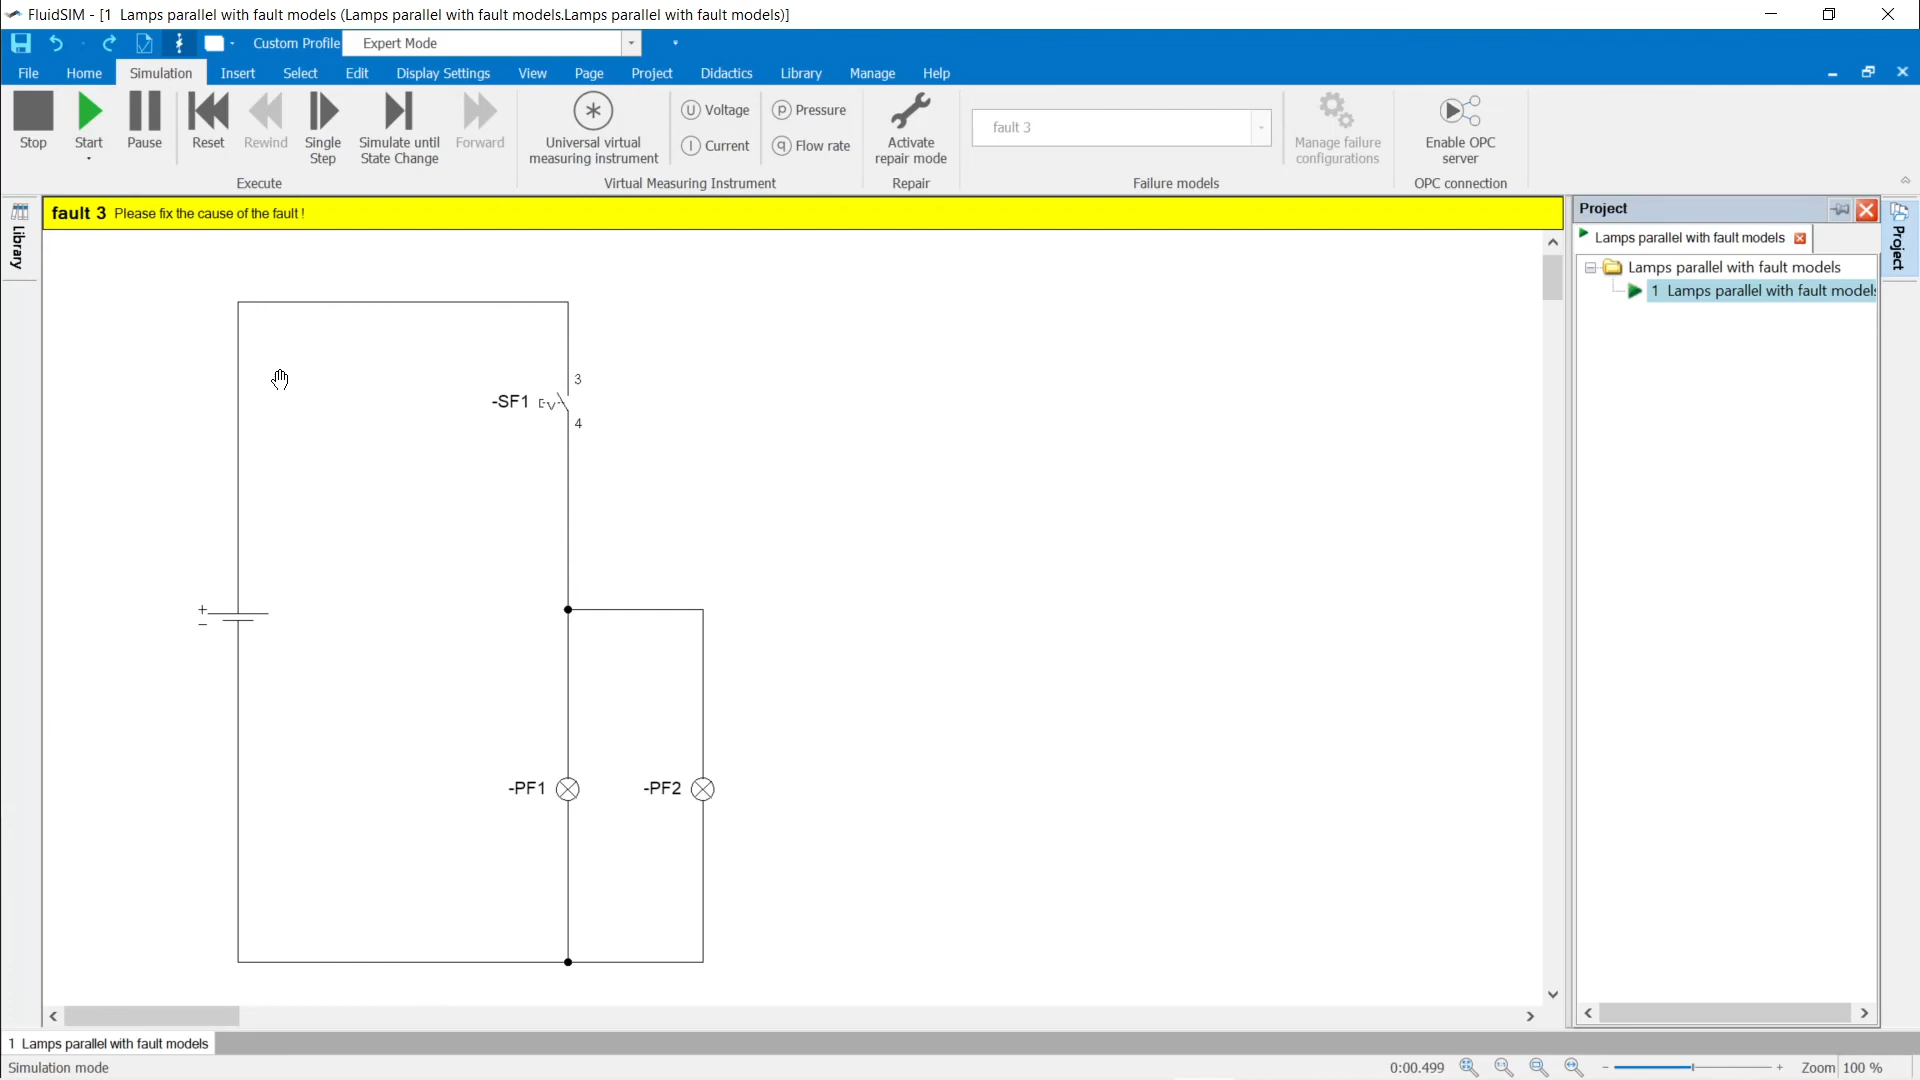 FluidSIM - [1 Lamps parallel with fault models (Lamps parallel with fault models.Lamps parallel with fault models)]
Custom Profile Expert Mode
File Home Simulation Insert Select Edit Display Settings View Page Project Didactics Library Manage Help
Stop
Start
Pause
Reset
Rewind
Single
Step
Simulate until
State Change
Forward
Execute
Universal virtual
measuring instrument
U Voltage
I Current
p Pressure
q Flow rate
Virtual Measuring Instrument
Activate
repair mode
Repair
fault 3
Failure models
Manage failure
configurations
Enable OPC
server
OPC connection
Library
fault 3 Please fix the cause of the fault !
-SF1
3
4
+
−
-PF1
-PF2
Project
Lamps parallel with fault models
Lamps parallel with fault models
1 Lamps parallel with fault models
Project
1 Lamps parallel with fault models
Simulation mode
0:00.499
− +
Zoom 100 %